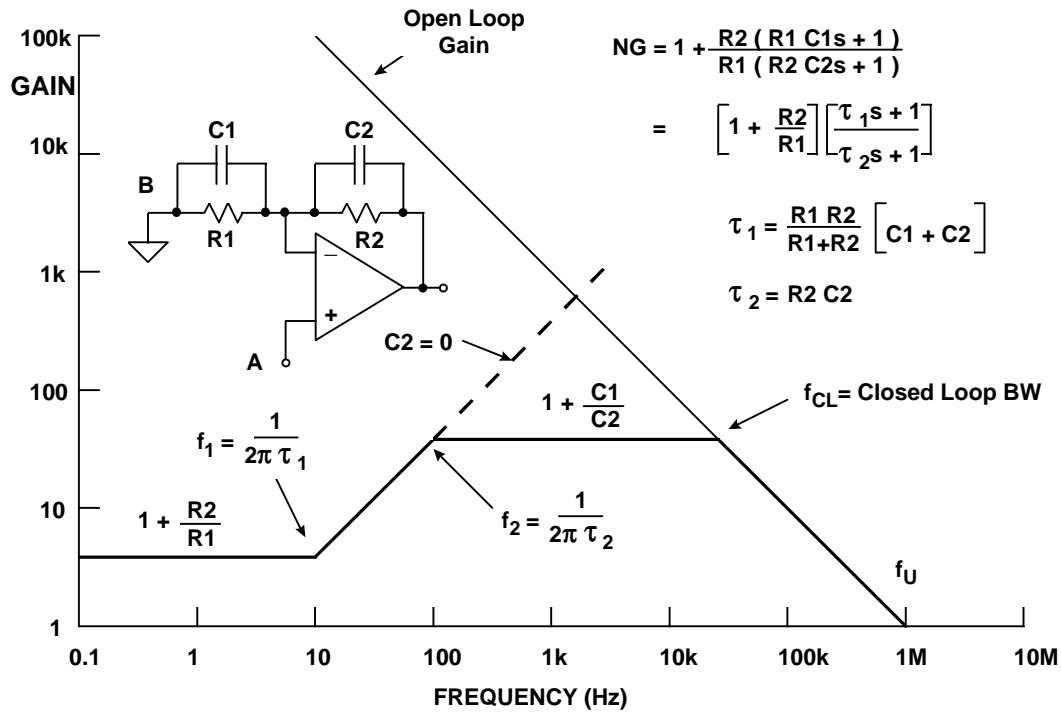 Open Loop
Gain
100k
GAIN
10k
1k
100
10
1
NG = 1 + R2 ( R1 C1s + 1 ) / R1 ( R2 C2s + 1 )
= [1 + R2/R1] [τ1s + 1 / τ2s + 1]
τ1 = R1 R2 / R1+R2 [C1 + C2]
τ2 = R2 C2
C1
C2
B
R1
R2
–
+
A
C2 = 0
1 + C1/C2
fCL= Closed Loop BW
f1 = 1 / 2π τ1
f2 = 1 / 2π τ2
1 + R2/R1
fU
0.1
1
10
100
1k
10k
100k
1M
10M
FREQUENCY (Hz)